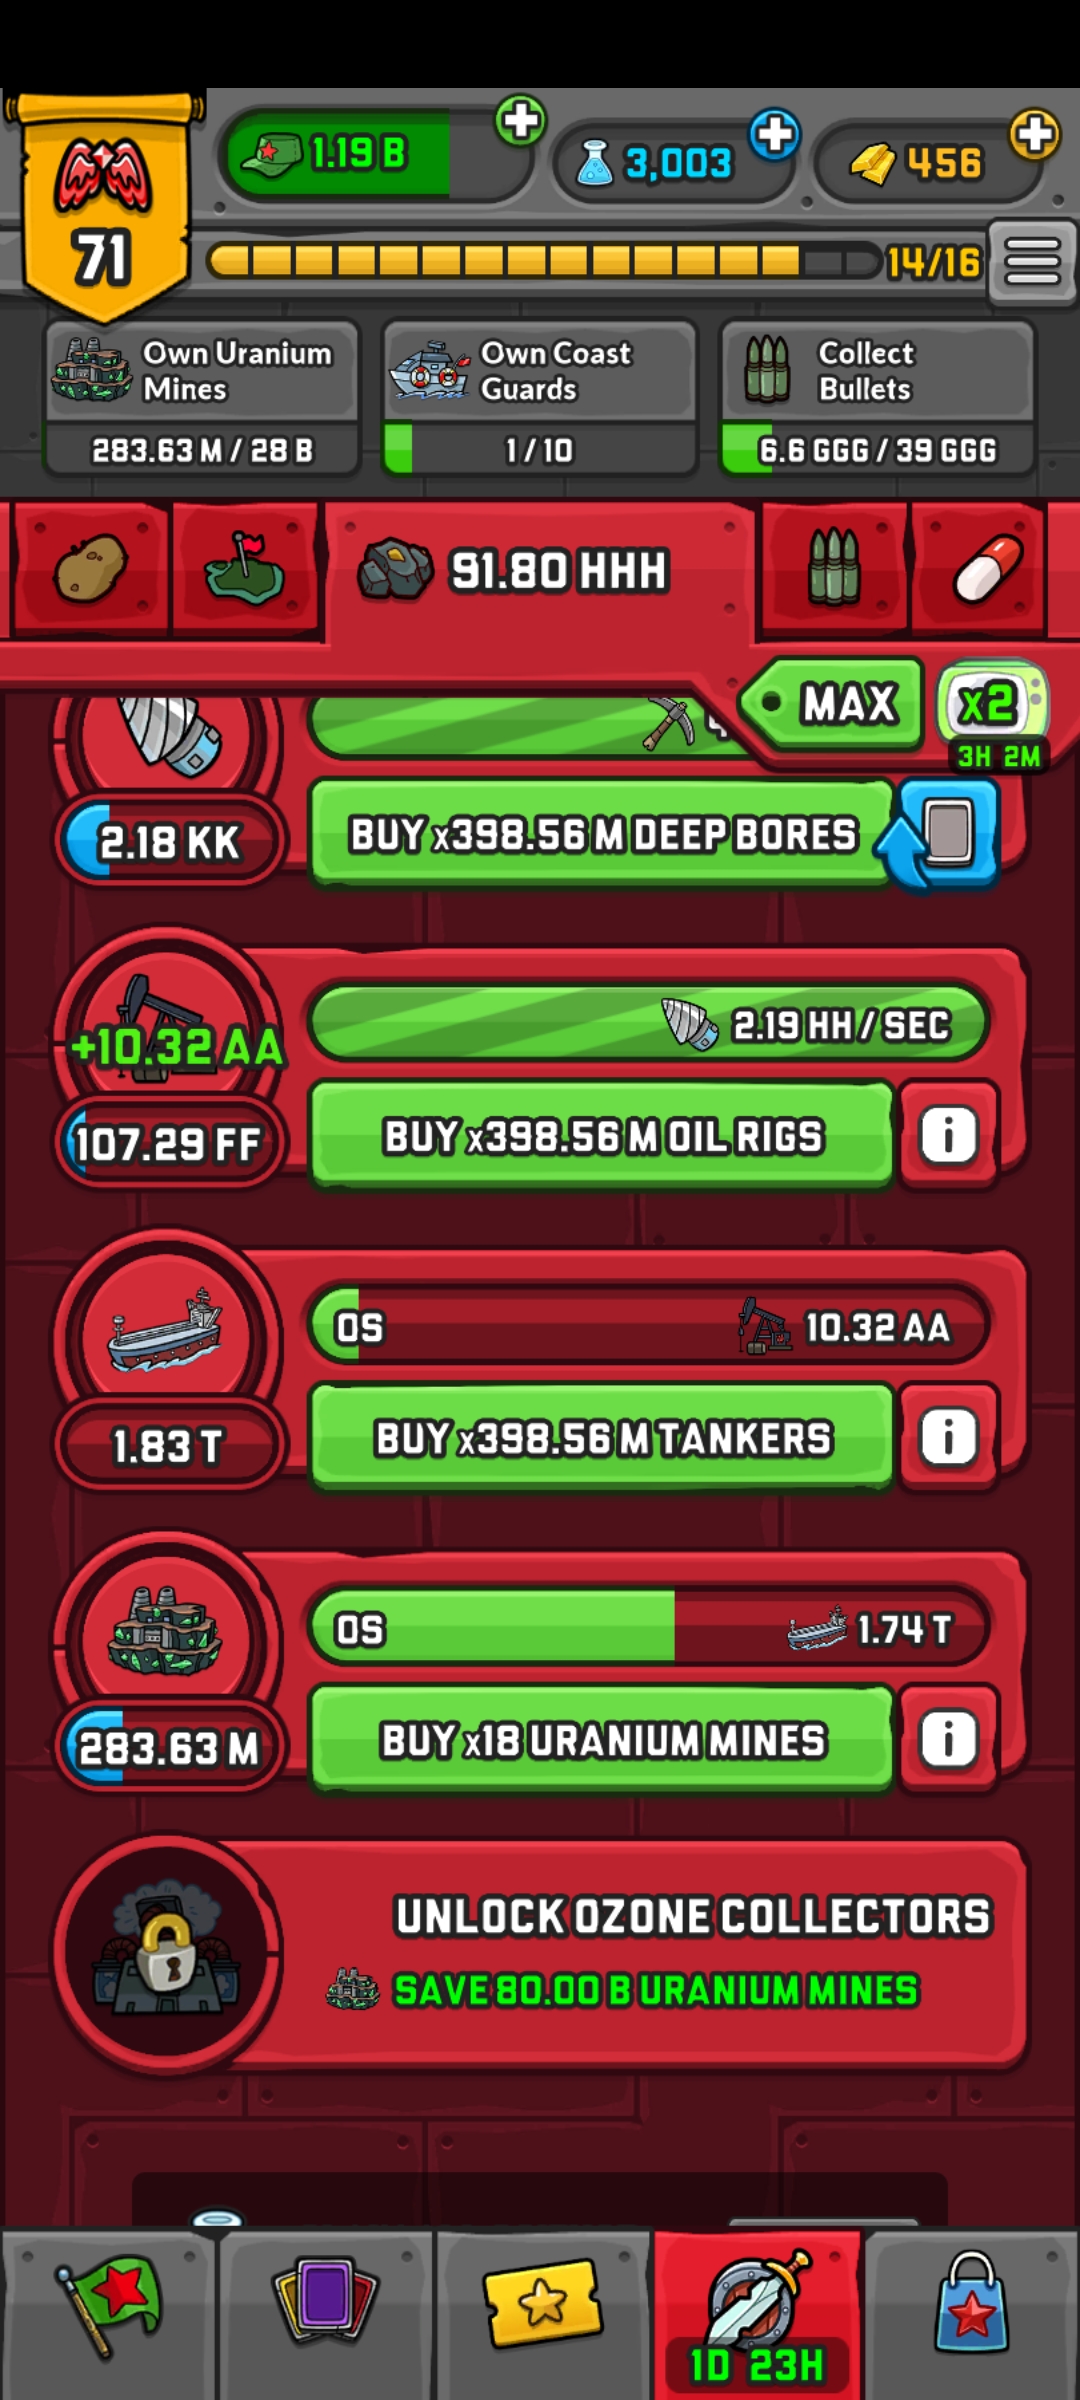 1.19 B
3,003
456
71
14/16
Own Uranium
Mines
283.63 M / 28 B
Own Coast
Guards
1 / 10
Collect
Bullets
6.6 GGG / 39 GGG
91.80 HHH
MAX
x2
3H 2M
2.18 KK
BUY x398.56 M DEEP BORES
+10.32 AA
2.19 HH / SEC
107.29 FF
BUY x398.56 M OIL RIGS
i
0S
10.32 AA
1.83 T
BUY x398.56 M TANKERS
i
0S
1.74 T
283.63 M
BUY x18 URANIUM MINES
i
UNLOCK OZONE COLLECTORS
SAVE 80.00 B URANIUM MINES
1D 23H